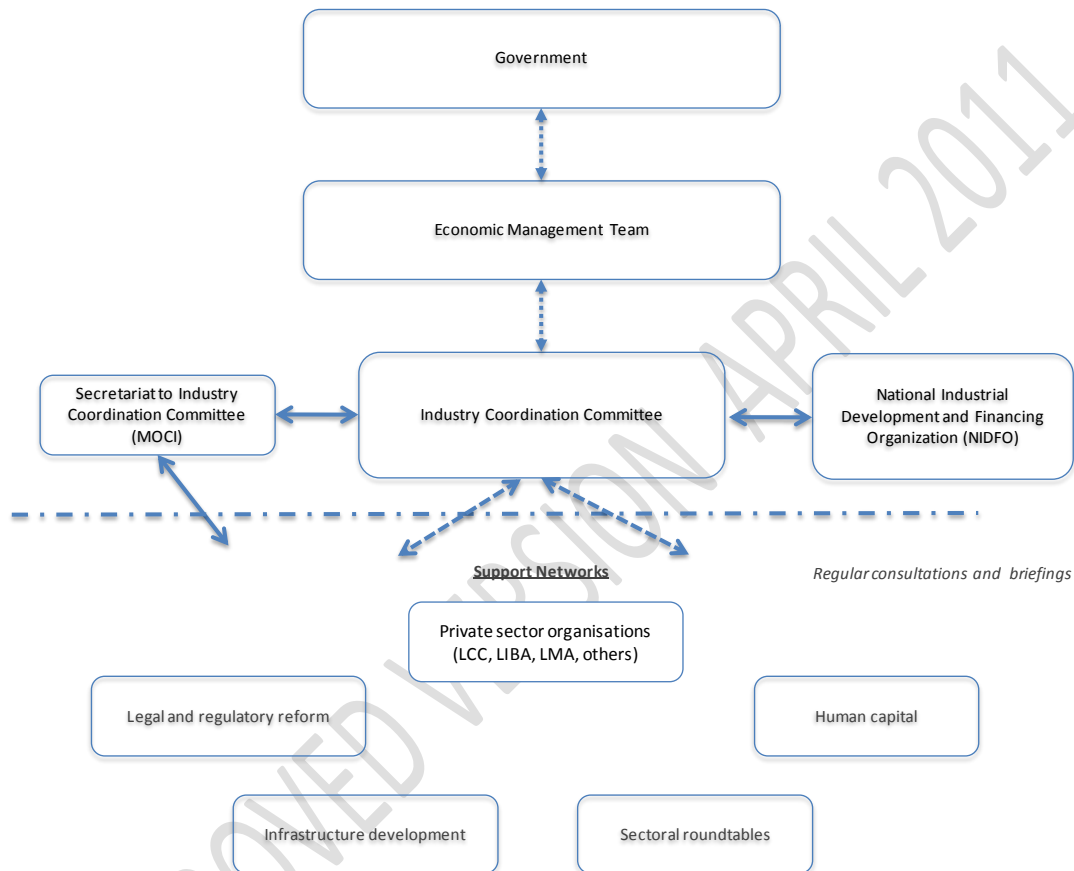 Government
Economic Management Team
Secretariat to Industry
Coordination Committee
(MOCI)
Industry Coordination Committee
National Industrial
Development and Financing
Organization (NIDFO)
Support Networks
Regular consultations and briefings
Private sector organisations
(LCC, LIBA, LMA, others)
Legal and regulatory reform
Human capital
Infrastructure development
Sectoral roundtables
OVED VERSION APRIL 2011